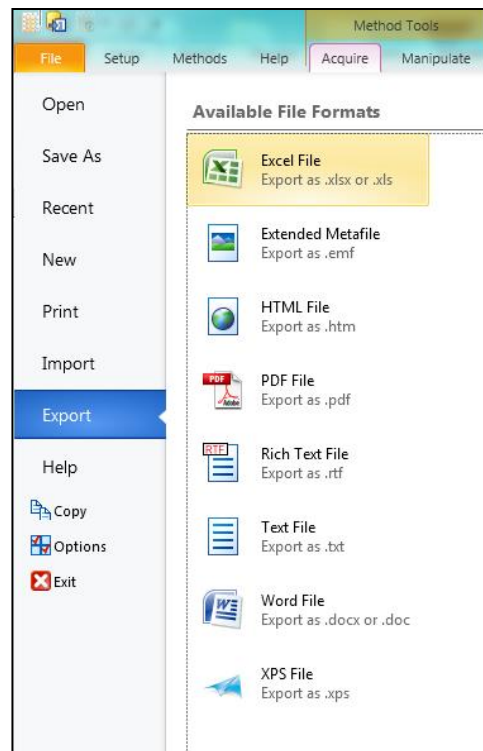 Method Tools
File Setup Methods Help Acquire Manipulate
Open
Save As
Recent
New
Print
Import
Export
Help
Copy
Options
Exit
Available File Formats
Excel File
Export as .xlsx or .xls
Extended Metafile
Export as .emf
HTML File
Export as .htm
PDF File
Export as .pdf
Rich Text File
Export as .rtf
Text File
Export as .txt
Word File
Export as .docx or .doc
XPS File
Export as .xps
PDF
Adobe
RTF